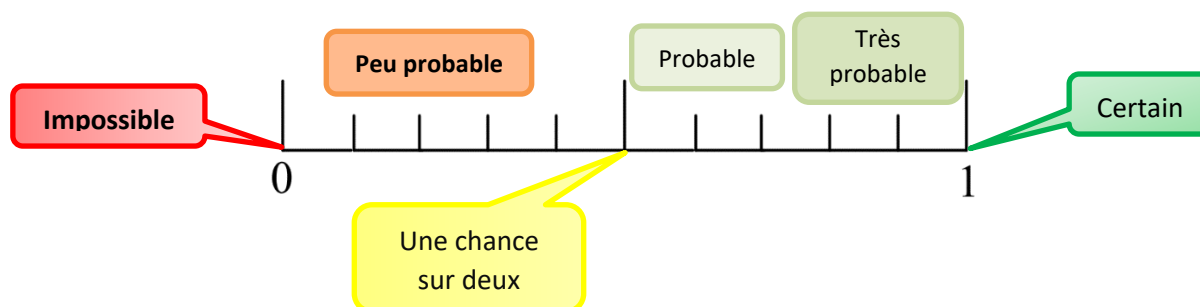 Peu probable
Probable
Très
probable
Impossible
Certain
0
1
Une chance
sur deux